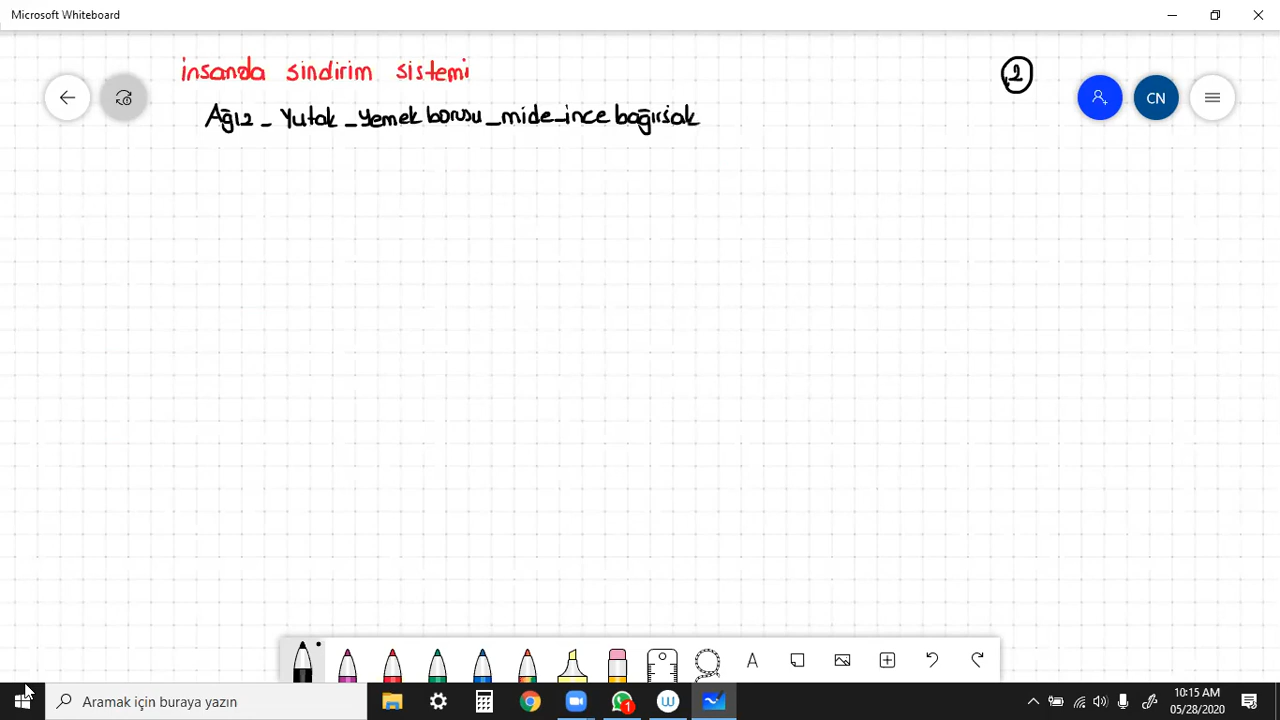 Microsoft Whiteboard
insanda sindirim sistemi
2
Ağız - Yutak - Yemek borusu - mide - ince bağırsak
CN
A
W
1
Aramak için buraya yazın
10:15 AM
05/28/2020